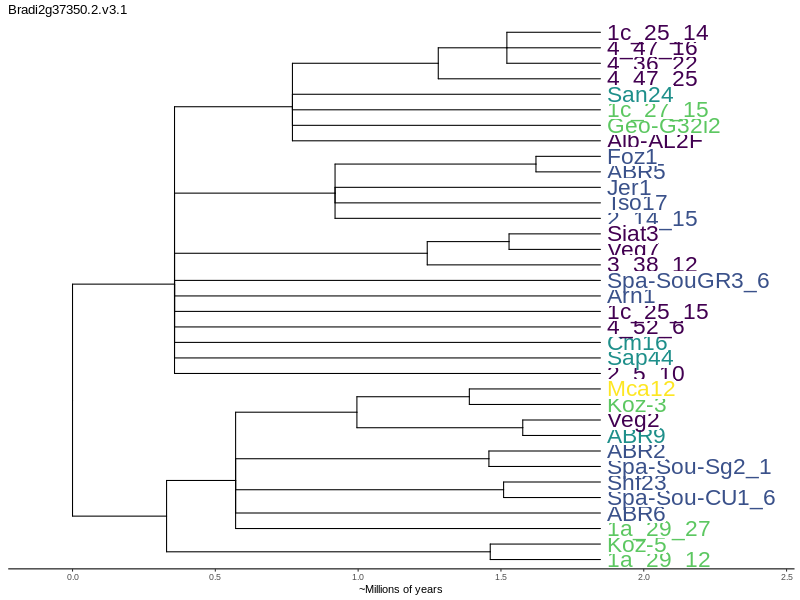 Bradi2g37350.2.v3.1
1c_25_14
4_47_16
4_36_22
4_47_25
San24
1c_27_15
Geo-G32i2
Alb-AL2F
Foz1
ABR5
Jer1
Tso17
2_14_15
Siat3
Veg7
3_38_12
Spa-SouGR3_6
Arn1
1c_25_15
4_52_6
Cm16
Sap44
2_5_10
Mca12
Koz-3
Veg2
ABR9
ABR2
Spa-Sou-Sg2_1
Shf23
Spa-Sou-CU1_6
ABR6
1a_29_27
Koz-5
1a_29_12
0.0 0.5 1.0 1.5 2.0 2.5
~Millions of years